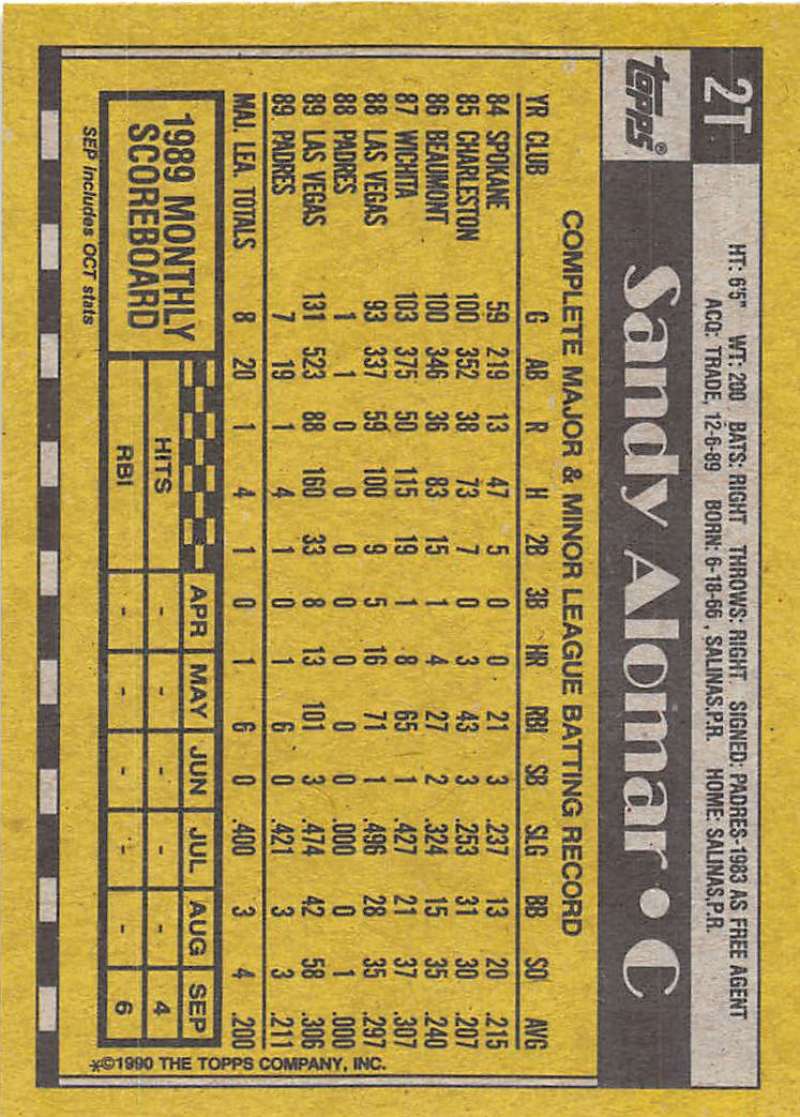 2T
HT: 6'5" WT: 200 BATS: RIGHT THROWS: RIGHT SIGNED: PADRES-1983 AS FREE AGENT
ACQ: TRADE, 12-6-89 BORN: 6-18-66, SALINAS,P.R. HOME: SALINAS,P.R.
topps®
Sandy Alomar • C
COMPLETE MAJOR & MINOR LEAGUE BATTING RECORD
YR CLUB G AB R H 2B 3B HR RBI SB SLG BB SO AVG
84 SPOKANE 59 219 13 47 5 0 0 21 3 .237 13 20 .215
85 CHARLESTON 100 352 38 73 7 0 3 43 3 .253 31 30 .207
86 BEAUMONT 100 346 36 83 15 1 4 27 2 .324 15 35 .240
87 WICHITA 103 375 50 115 19 1 8 65 1 .427 21 37 .307
88 LAS VEGAS 93 337 59 100 9 5 16 71 1 .496 28 35 .297
88 PADRES 1 1 0 0 0 0 0 0 0 .000 0 1 .000
89 LAS VEGAS 131 523 88 160 33 8 13 101 3 .474 42 58 .306
89 PADRES 7 19 1 4 1 0 1 6 0 .421 3 3 .211
MAJ. LEA. TOTALS 8 20 1 4 1 0 1 6 0 .400 3 4 .200
1989 MONTHLY
SCOREBOARD
APR MAY JUN JUL AUG SEP
HITS - - - - - 4
RBI - - - - - 6
SEP includes OCT stats
*©1990 THE TOPPS COMPANY, INC.